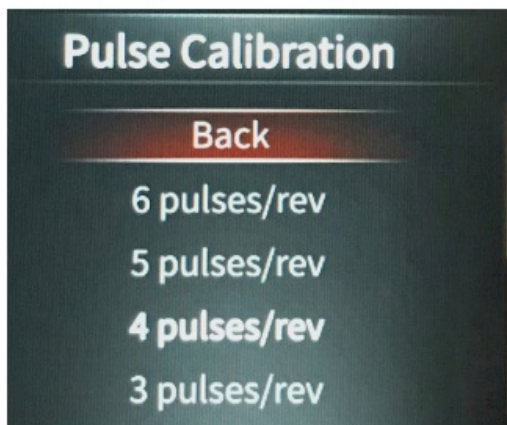 Pulse Calibration
Back
6 pulses/rev
5 pulses/rev
4 pulses/rev
3 pulses/rev